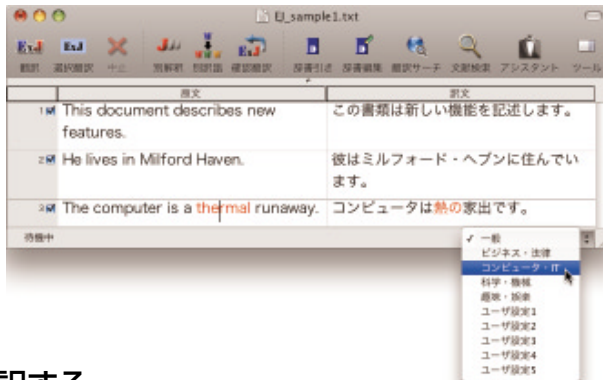 EJ_sample1.txt
翻訳 選択翻訳 中止 別解釈 別訳語 確認翻訳 辞書引き 辞書編集 翻訳サーチ 文献検索 アシスタント ツール
原文 訳文
1 This document describes new features. この書類は新しい機能を記述します。
2 He lives in Milford Haven. 彼はミルフォード・ヘブンに住んでいます。
3 The computer is a thermal runaway. コンピュータは熱の家出です。
待機中
✓ 一般
ビジネス・法律
コンピュータ・IT
科学・機械
趣味・娯楽
ユーザ設定1
ユーザ設定2
ユーザ設定3
ユーザ設定4
ユーザ設定5